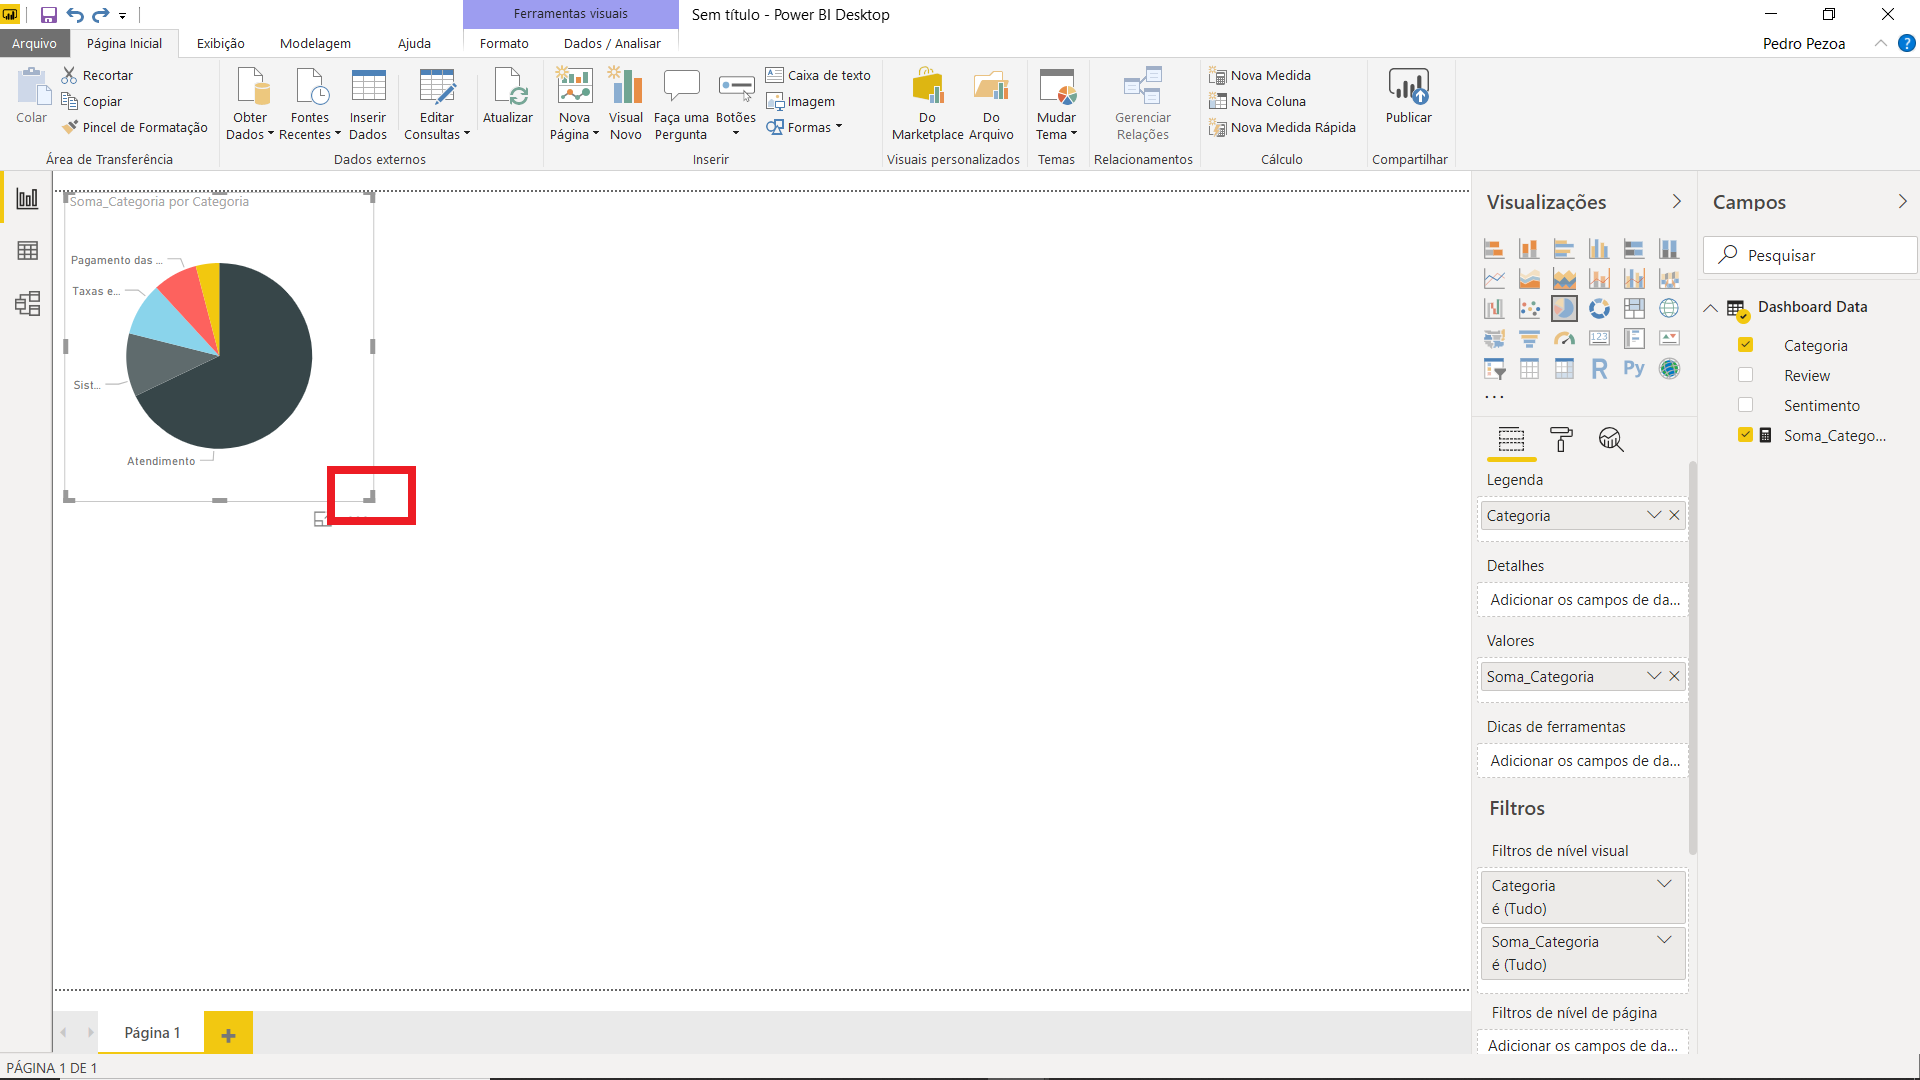 Ferramentas visuais
Sem título - Power BI Desktop
Arquivo
Página Inicial
Exibição
Modelagem
Ajuda
Formato
Dados / Analisar
Pedro Pezoa
?
Colar
Recortar
Copiar
Pincel de Formatação
Área de Transferência
Obter
Dados
Fontes
Recentes
Inserir
Dados
Editar
Consultas
Atualizar
Dados externos
Nova
Página
Visual
Novo
Faça uma
Pergunta
Botões
Caixa de texto
Imagem
Formas
Inserir
Do
Marketplace
Do
Arquivo
Visuais personalizados
Mudar
Tema
Temas
Gerenciar
Relações
Relacionamentos
Nova Medida
Nova Coluna
Nova Medida Rápida
Cálculo
Publicar
Compartilhar
Soma_Categoria por Categoria
Pagamento das ...
Taxas e...
Sist...
Atendimento
Visualizações
123
R
Py
...
Legenda
Categoria
Detalhes
Adicionar os campos de da...
Valores
Soma_Categoria
Dicas de ferramentas
Adicionar os campos de da...
Filtros
Filtros de nível visual
Categoria
é (Tudo)
Soma_Categoria
é (Tudo)
Filtros de nível de página
Adicionar os campos de da...
Campos
Pesquisar
Dashboard Data
Categoria
Review
Sentimento
Soma_Catego...
Página 1
PÁGINA 1 DE 1